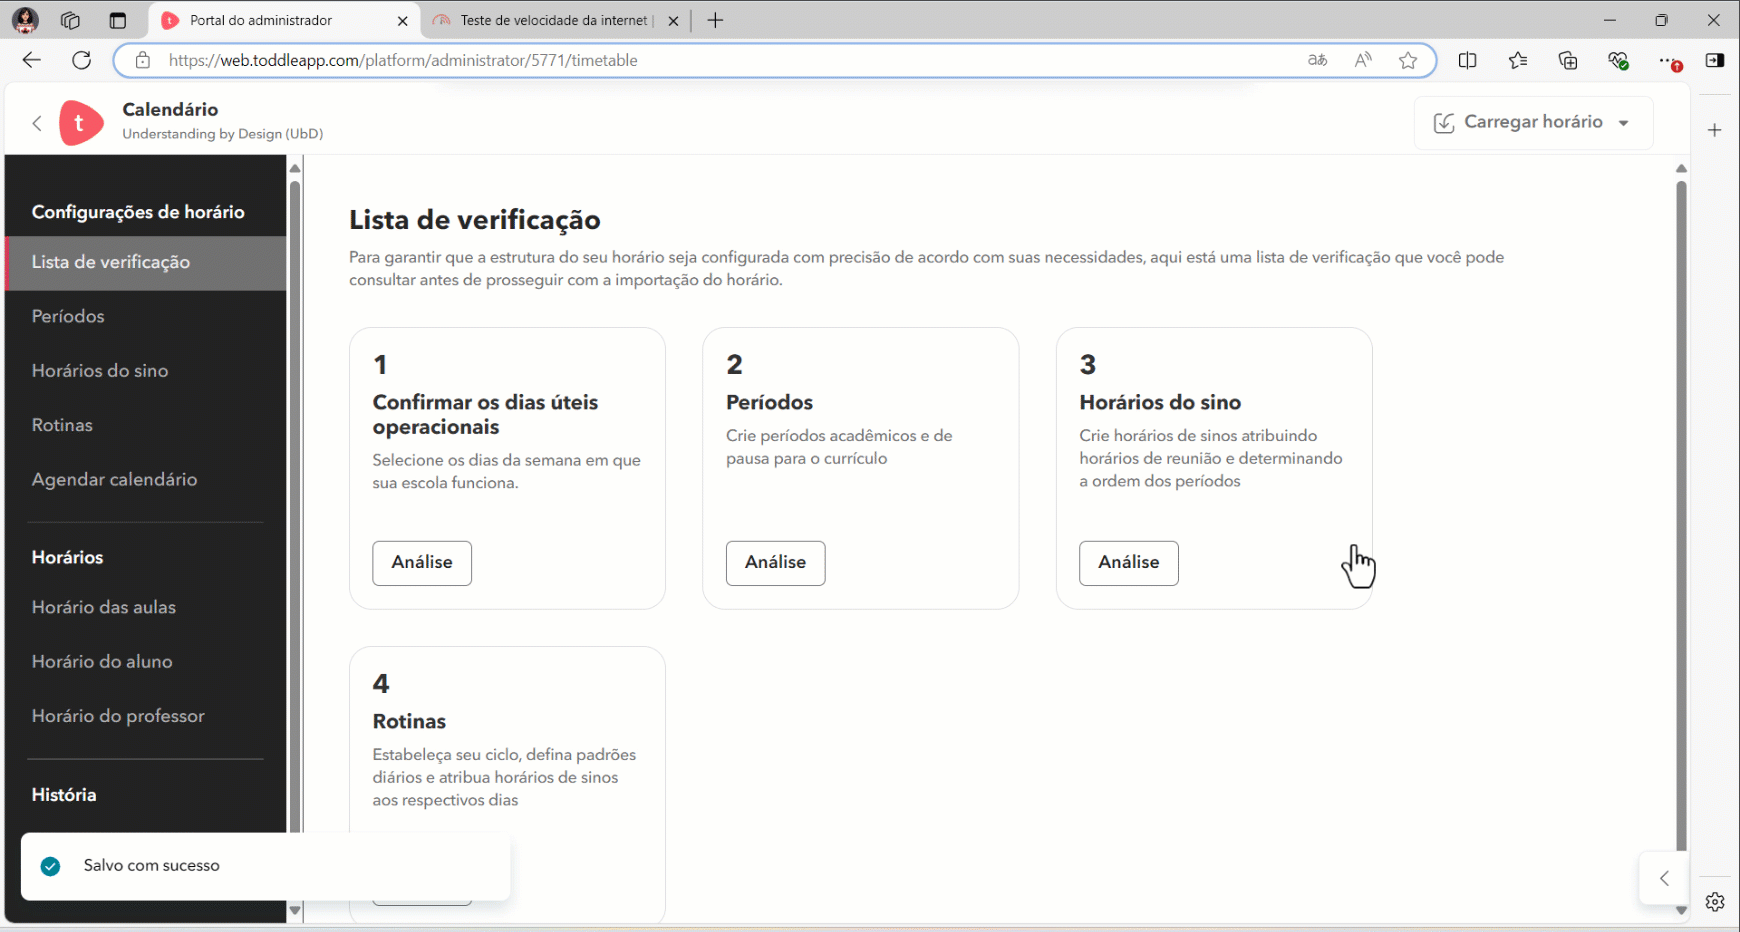 Portal do administrador
Teste de velocidade da internet
https://web.toddleapp.com/platform/administrator/5771/timetable
t
Calendário
Understanding by Design (UbD)
Carregar horário
Configurações de horário
Lista de verificação
Períodos
Horários do sino
Rotinas
Agendar calendário
Horários
Horário das aulas
Horário do aluno
Horário do professor
História
Salvo com sucesso
Lista de verificação
Para garantir que a estrutura do seu horário seja configurada com precisão de acordo com suas necessidades, aqui está uma lista de verificação que você pode
consultar antes de prosseguir com a importação do horário.
1
Confirmar os dias úteis
operacionais
Selecione os dias da semana em que
sua escola funciona.
Análise
2
Períodos
Crie períodos acadêmicos e de
pausa para o currículo
Análise
3
Horários do sino
Crie horários de sinos atribuindo
horários de reunião e determinando
a ordem dos períodos
Análise
4
Rotinas
Estabeleça seu ciclo, defina padrões
diários e atribua horários de sinos
aos respectivos dias